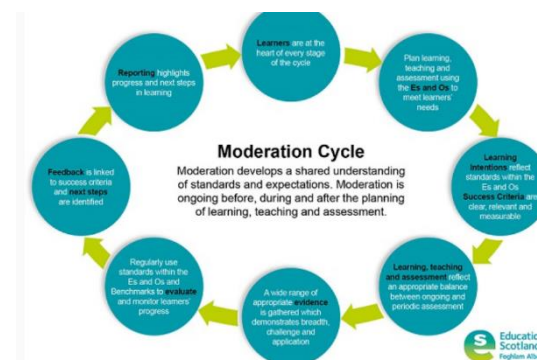 Learners are at the
heart of every stage
of the cycle
Plan learning,
teaching and
assessment using
the Es and Os to
meet learners'
needs
Learning
Intentions reflect
standards within the
Es and Os
Success Criteria are
clear, relevant and
measurable
Learning, teaching
and assessment reflect
an appropriate balance
between ongoing and
periodic assessment
A wide range of
appropriate evidence
is gathered which
demonstrates breadth,
challenge and
application
Regularly use
standards within the
Es and Os and
Benchmarks to evaluate
and monitor learners'
progress
Feedback is linked
to success criteria
and next steps
are identified
Reporting highlights
progress and next steps
in learning
Moderation Cycle
Moderation develops a shared understanding
of standards and expectations. Moderation is
ongoing before, during and after the planning
of learning, teaching and assessment.
Educatio
Scotlan
Foghlam Alb